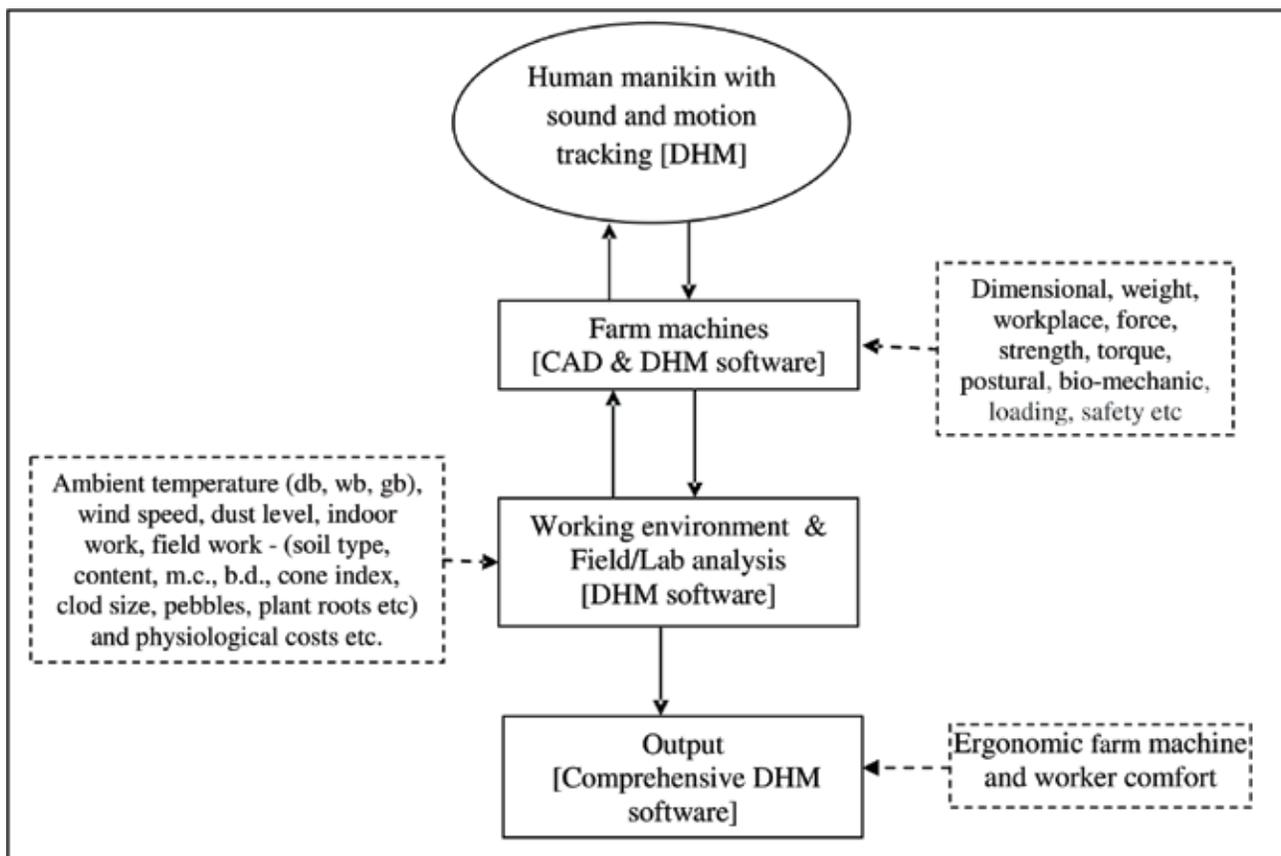 Human manikin with
sound and motion
tracking [DHM]
Farm machines
[CAD & DHM software]
Dimensional, weight,
workplace, force,
strength, torque,
postural, bio-mechanic,
loading, safety etc
Ambient temperature (db, wb, gb),
wind speed, dust level, indoor
work, field work - (soil type,
content, m.c., b.d., cone index,
clod size, pebbles, plant roots etc)
and physiological costs etc.
Working environment &
Field/Lab analysis
[DHM software]
Output
[Comprehensive DHM
software]
Ergonomic farm machine
and worker comfort